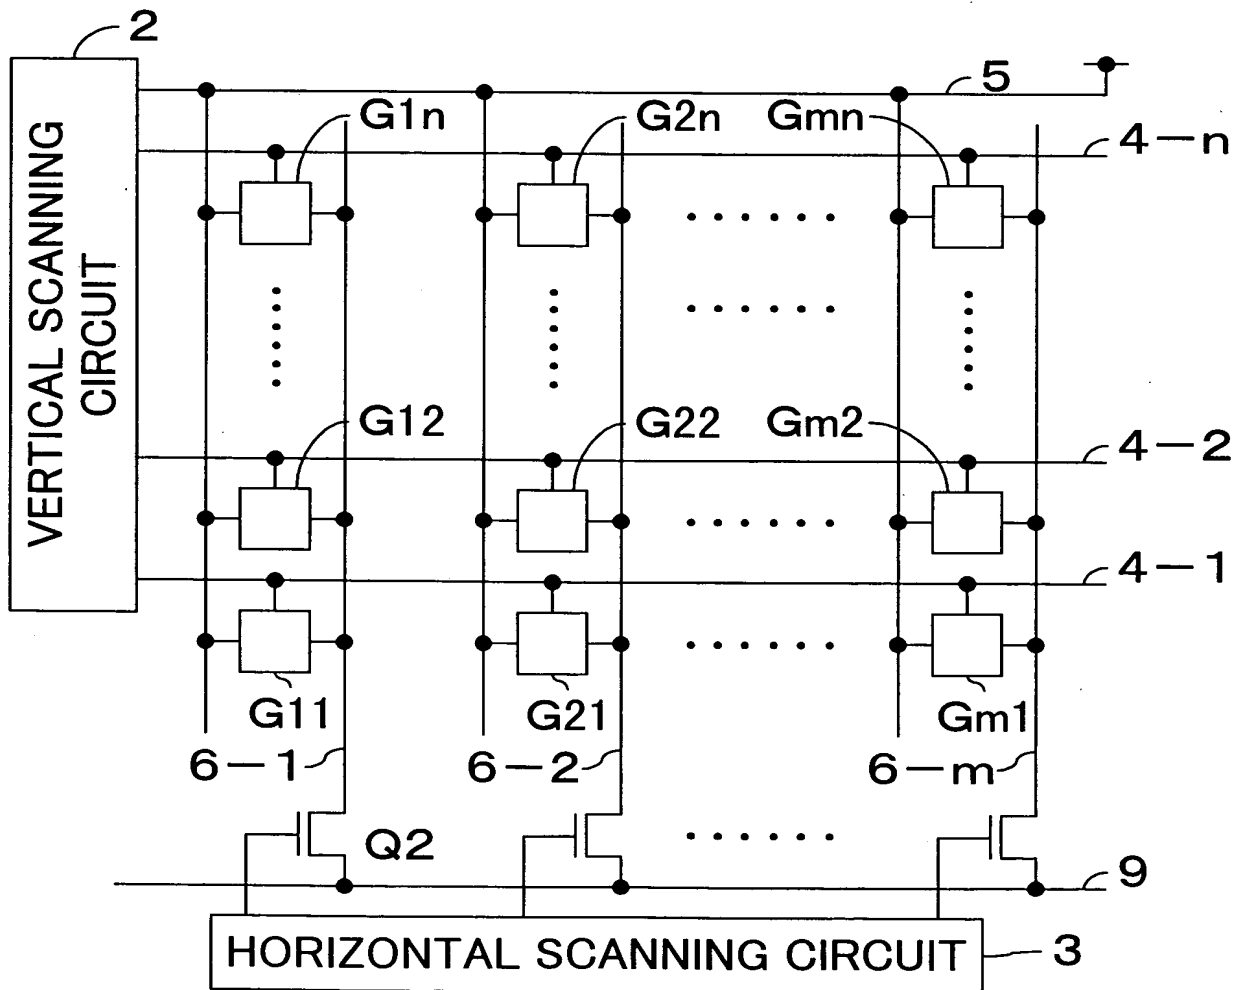 2
5
G1n G2n Gmn
4-n
VERTICAL SCANNING
CIRCUIT
G12 G22 Gm2
4-2
4-1
G11 G21 Gm1
6-1 6-2 6-m
Q2
9
HORIZONTAL SCANNING CIRCUIT
3